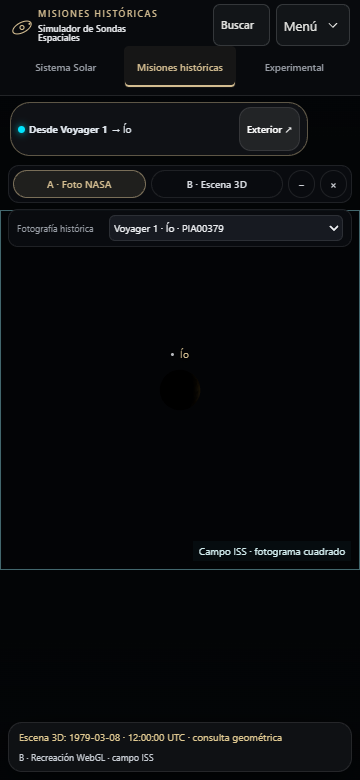 MISIONES HISTÓRICAS
Simulador de Sondas
Espaciales
Buscar
Menú
Sistema Solar
Misiones históricas
Experimental
Desde Voyager 1 → Ío
Exterior ↗
A · Foto NASA
B · Escena 3D
−
×
Fotografía histórica
Voyager 1 · Ío · PIA00379
Ío
Campo ISS · fotograma cuadrado
Escena 3D: 1979-03-08 · 12:00:00 UTC · consulta geométrica
B · Recreación WebGL · campo ISS